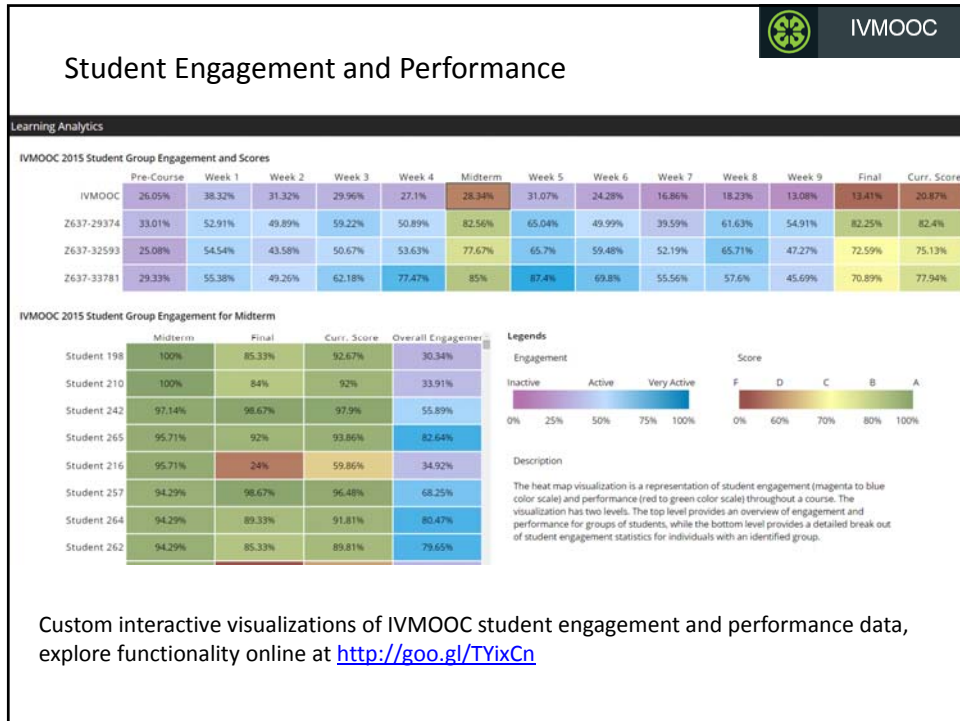 IVMOOC
Student Engagement and Performance
Learning Analytics
IVMOOC 2015 Student Group Engagement and Scores
Pre-Course Week 1 Week 2 Week 3 Week 4 Midterm Week 5 Week 6 Week 7 Week 8 Week 9 Final Curr. Score
IVMOOC 26.05% 38.32% 31.32% 29.96% 27.1% 28.34% 31.07% 24.28% 16.86% 18.23% 13.08% 13.41% 20.87%
Z637-29374 33.01% 52.91% 49.89% 59.22% 50.89% 82.56% 65.04% 49.99% 39.59% 61.63% 54.91% 82.25% 82.4%
Z637-32593 25.08% 54.54% 43.58% 50.67% 53.63% 77.67% 65.7% 59.48% 52.19% 65.71% 47.27% 72.59% 75.13%
Z637-33781 29.33% 55.38% 49.26% 62.18% 77.47% 85% 87.4% 69.8% 55.56% 57.6% 45.69% 70.89% 77.94%
IVMOOC 2015 Student Group Engagement for Midterm
Midterm Final Curr. Score Overall Engagemen
Student 198 100% 85.33% 92.67% 30.34%
Student 210 100% 84% 92% 33.91%
Student 242 97.14% 98.67% 97.9% 55.89%
Student 265 95.71% 92% 93.86% 82.64%
Student 216 95.71% 24% 59.86% 34.92%
Student 257 94.29% 98.67% 96.48% 68.25%
Student 264 94.29% 89.33% 91.81% 80.47%
Student 262 94.29% 85.33% 89.81% 79.65%
Legends
Engagement Score
Inactive Active Very Active F D C B A
0% 25% 50% 75% 100% 0% 60% 70% 80% 100%
Description
The heat map visualization is a representation of student engagement (magenta to blue
color scale) and performance (red to green color scale) throughout a course. The
visualization has two levels. The top level provides an overview of engagement and
performance for groups of students, while the bottom level provides a detailed break out
of student engagement statistics for individuals with an identified group.
Custom interactive visualizations of IVMOOC student engagement and performance data,
explore functionality online at http://goo.gl/TYixCn